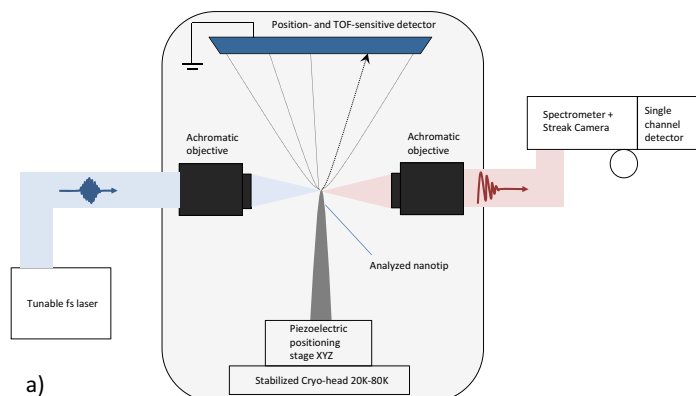 Position- and TOF-sensitive detector
Achromatic
objective
Achromatic
objective
Spectrometer +
Streak Camera
Single
channel
detector
Analyzed nanotip
Tunable fs laser
Piezoelectric
positioning
stage XYZ
Stabilized Cryo-head 20K-80K
a)